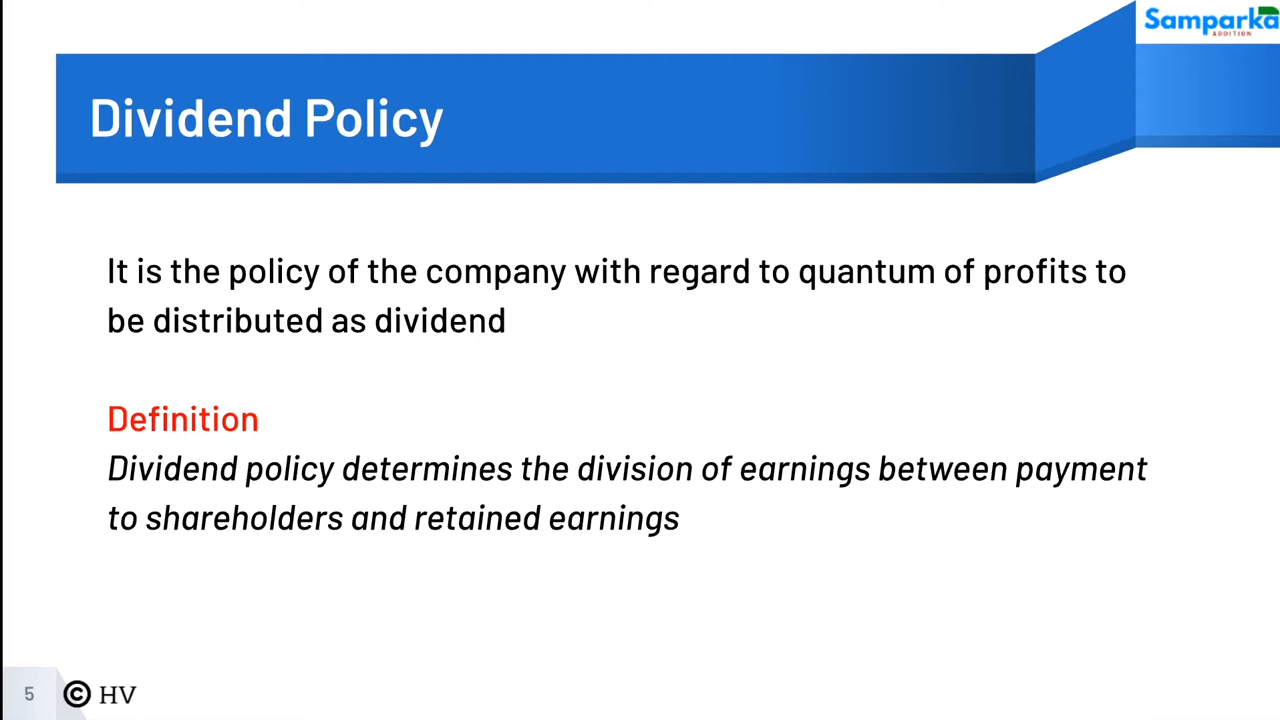 Samparka
ADDITION
Dividend Policy
It is the policy of the company with regard to quantum of profits to
be distributed as dividend
Definition
Dividend policy determines the division of earnings between payment
to shareholders and retained earnings
5
© HV